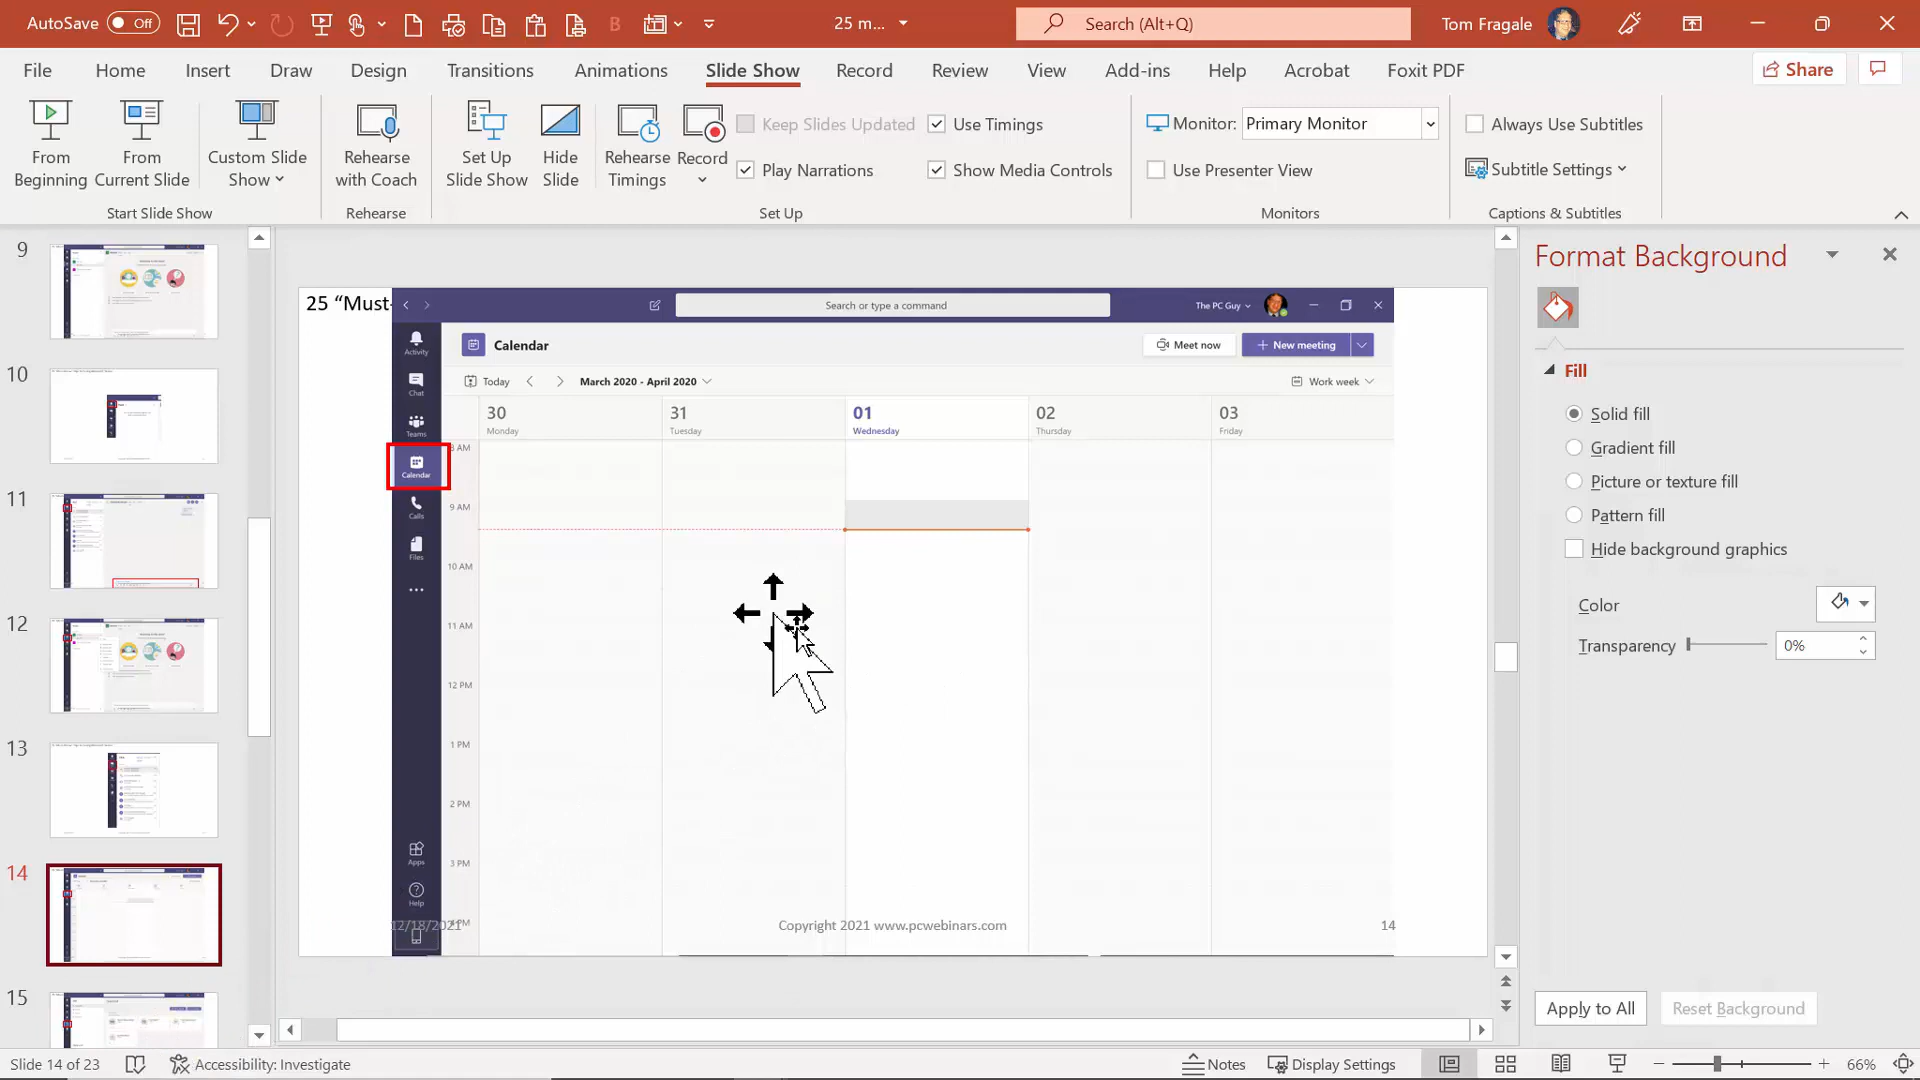 AutoSave Off 25 m... Search (Alt+Q) Tom Fragale
File Home Insert Draw Design Transitions Animations Slide Show Record Review View Add-ins Help Acrobat Foxit PDF Share
From Beginning
From Current Slide
Custom Slide Show
Start Slide Show
Rehearse with Coach
Rehearse
Set Up Slide Show
Hide Slide
Rehearse Timings
Record
Keep Slides Updated
Use Timings
Play Narrations
Show Media Controls
Set Up
Monitor: Primary Monitor
Use Presenter View
Monitors
Always Use Subtitles
Subtitle Settings
Captions & Subtitles
9
10
11
12
13
14
15
25 “Must-
Search or type a command
The PC Guy
Activity
Chat
Teams
Calendar
Calls
Files
Apps
Help
Calendar
Meet now
+ New meeting
Today
March 2020 - April 2020
Work week
30 31 01 02 03
Monday Tuesday Wednesday Thursday Friday
8 AM
9 AM
10 AM
11 AM
12 PM
1 PM
2 PM
3 PM
4 PM
12/18/2021
Copyright 2021 www.pcwebinars.com
14
Format Background
Fill
Solid fill
Gradient fill
Picture or texture fill
Pattern fill
Hide background graphics
Color
Transparency 0%
Apply to All
Reset Background
Slide 14 of 23
Accessibility: Investigate
Notes
Display Settings
66%